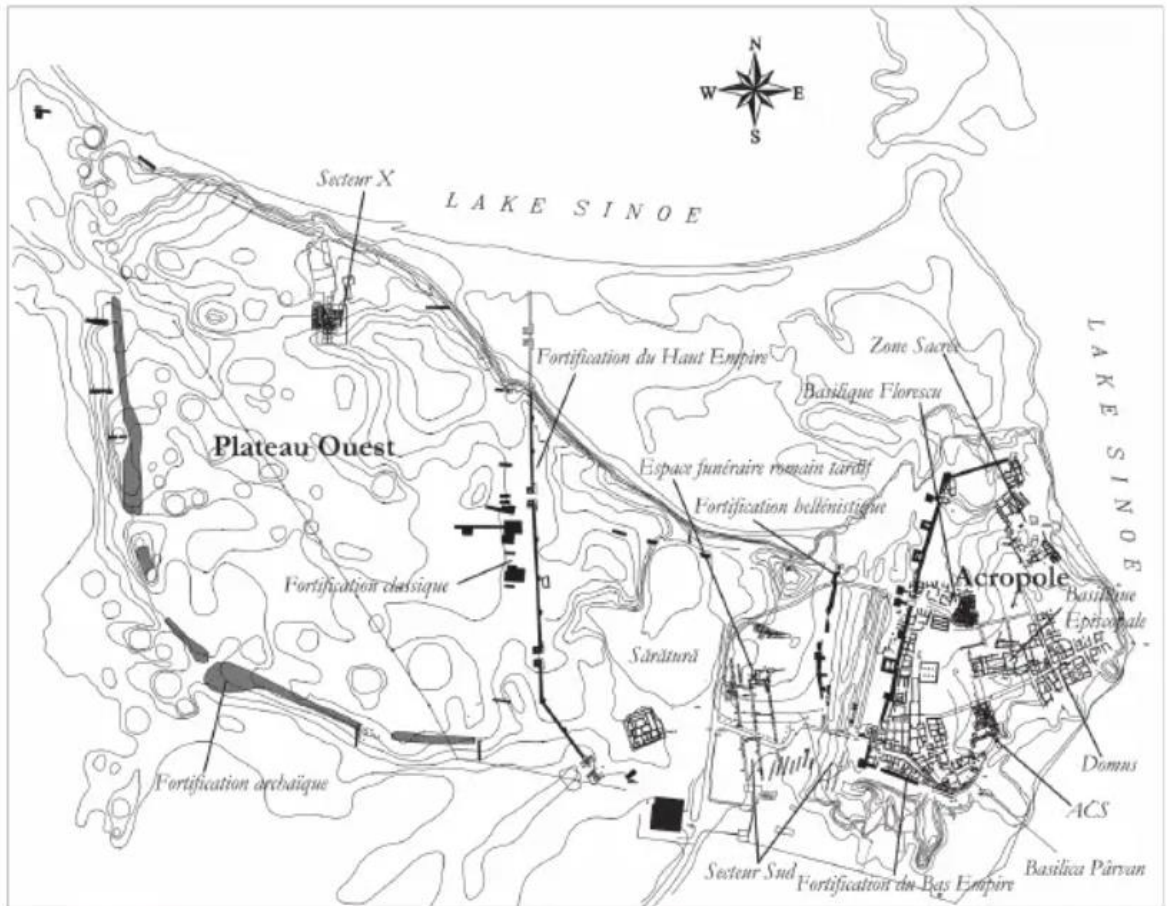 N
W E
S
Secteur X
LAKE SINOE
LAKE SINOE
Zone Sacrée
Fortification du Haut Empire
Basilique Florescu
Plateau Ouest
Espace funéraire romain tardif
Fortification hellénistique
Fortification classique
Acropole
Basilique
Episcopale
Sărătură
Domus
Fortification archaïque
ACS
Secteur Sud
Fortification du Bas Empire
Basilica Pârvan